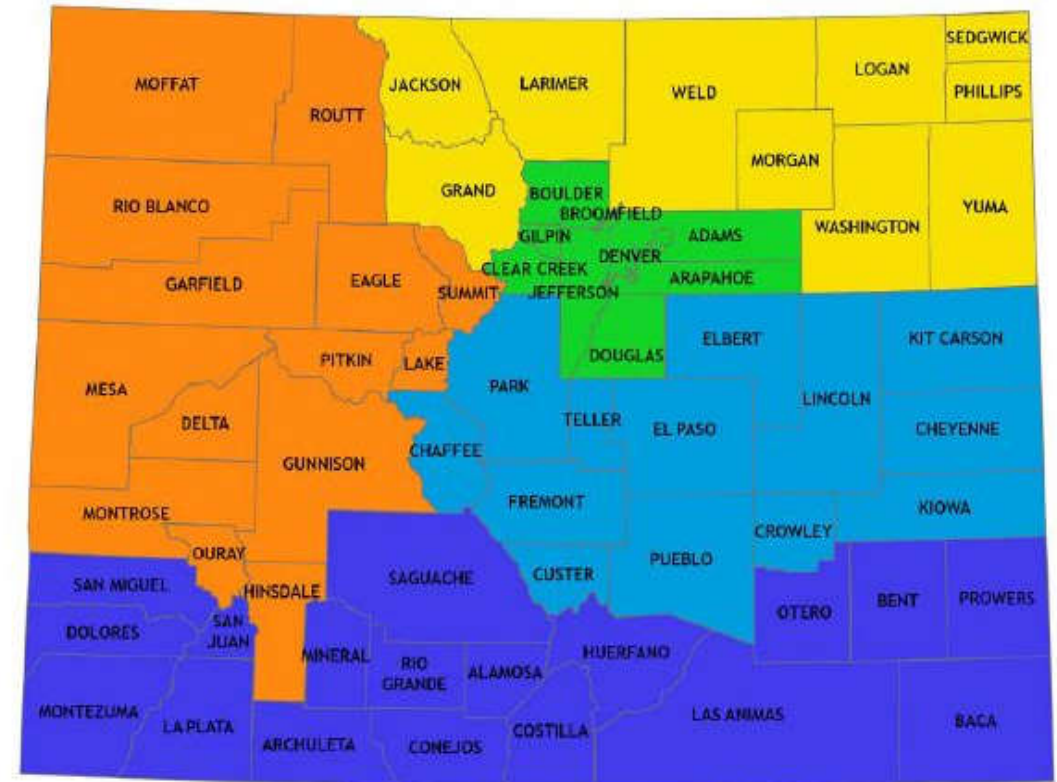 SEDGWICK
LOGAN
MOFFAT
JACKSON
LARIMER
WELD
PHILLIPS
ROUTT
MORGAN
GRAND
BOULDER
RIO BLANCO
BROOMFIELD
YUMA
WASHINGTON
GILPIN
ADAMS
DENVER
CLEAR CREEK
ARAPAHOE
GARFIELD
EAGLE
SUMMIT
JEFFERSON
ELBERT
KIT CARSON
DOUGLAS
PITKIN
LAKE
PARK
MESA
LINCOLN
DELTA
TELLER
EL PASO
CHEYENNE
CHAFFEE
GUNNISON
FREMONT
KIOWA
MONTROSE
CROWLEY
OURAY
PUEBLO
CUSTER
SAGUACHE
SAN MIGUEL
HINSDALE
BENT
PROWERS
OTERO
SAN
JUAN
DOLORES
HUERFANO
MINERAL
RIO
GRANDE
ALAMOSA
MONTEZUMA
LAS ANIMAS
BACA
LA PLATA
COSTILLA
ARCHULETA
CONEJOS